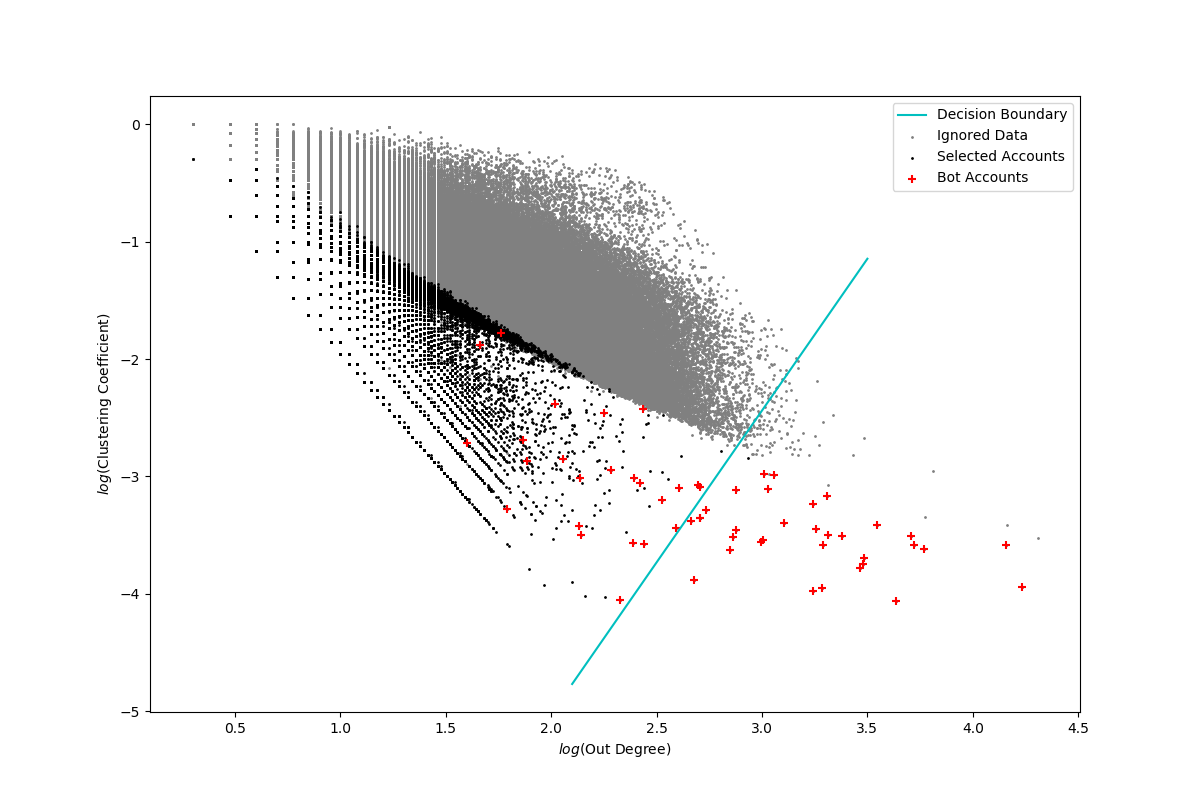 Decision Boundary
Ignored Data
Selected Accounts
Bot Accounts
0
−1
−2
−3
−4
−5
log(Clustering Coefficient)
0.5 1.0 1.5 2.0 2.5 3.0 3.5 4.0 4.5
log(Out Degree)